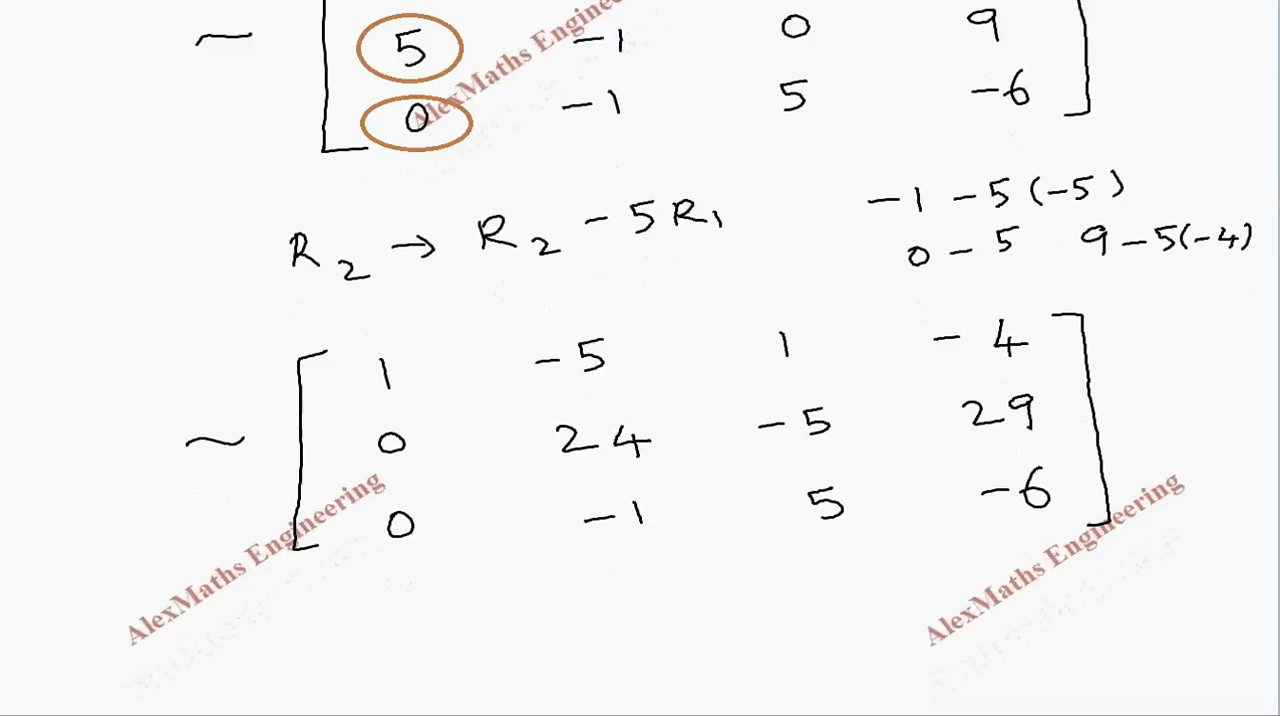 ~ [ 5 -1 0 9
0 -1 5 -6 ]
AlexMaths Engineering
R₂ → R₂ - 5R₁
-1 -5(-5)
0 - 5 9 -5(-4)
[ 1 -5 1 -4 ]
~ 0 24 -5 29
0 -1 5 -6
AlexMaths Engineering
AlexMaths Engineering